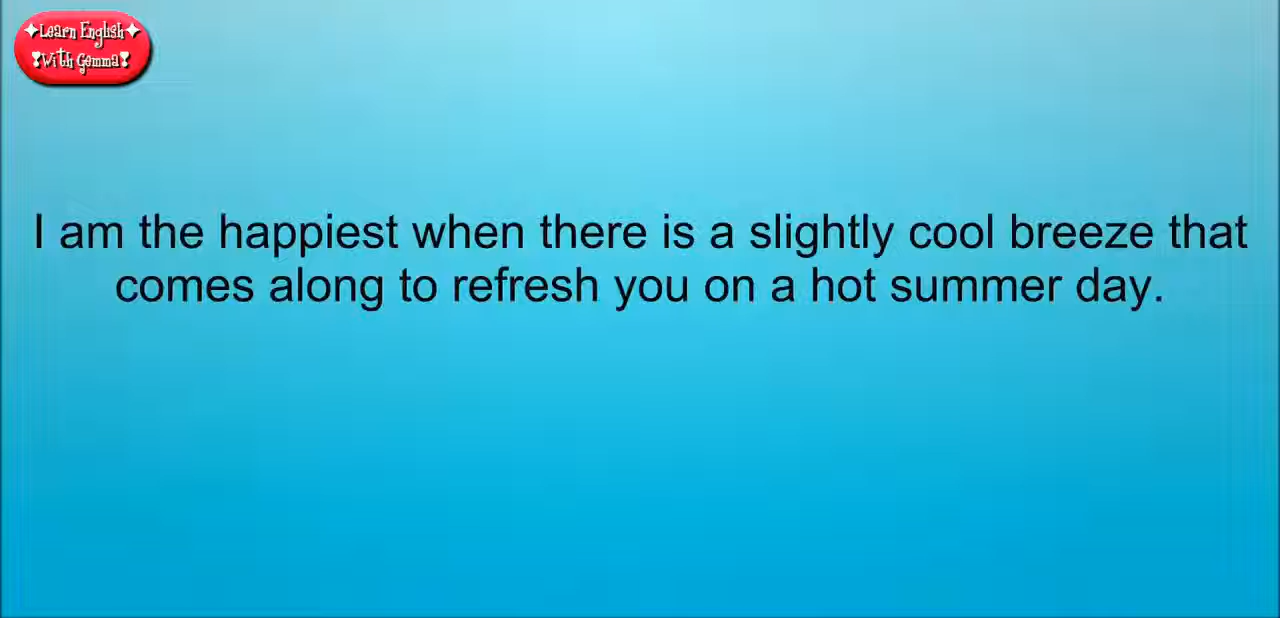 ✦Learn English✦
❣With Gemma❣
I am the happiest when there is a slightly cool breeze that
comes along to refresh you on a hot summer day.